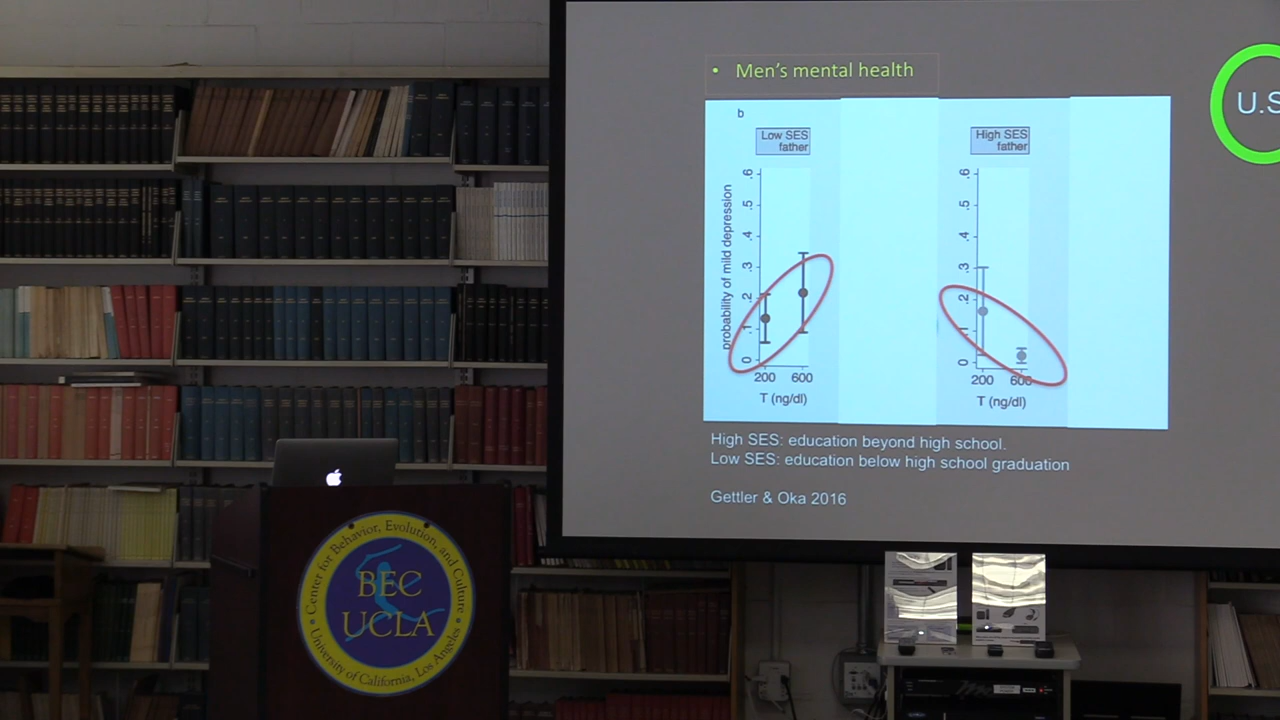 • Men's mental health
b
Low SES
father
High SES
father
.6
.5
.4
.3
.2
.1
0
probability of mild depression
200 600
T (ng/dl)
.6
.5
.4
.3
.2
.1
0
200 600
T (ng/dl)
High SES: education beyond high school.
Low SES: education below high school graduation
Gettler & Oka 2016
U.S
Center for Behavior, Evolution, and Culture
BEC
UCLA
University of California, Los Angeles